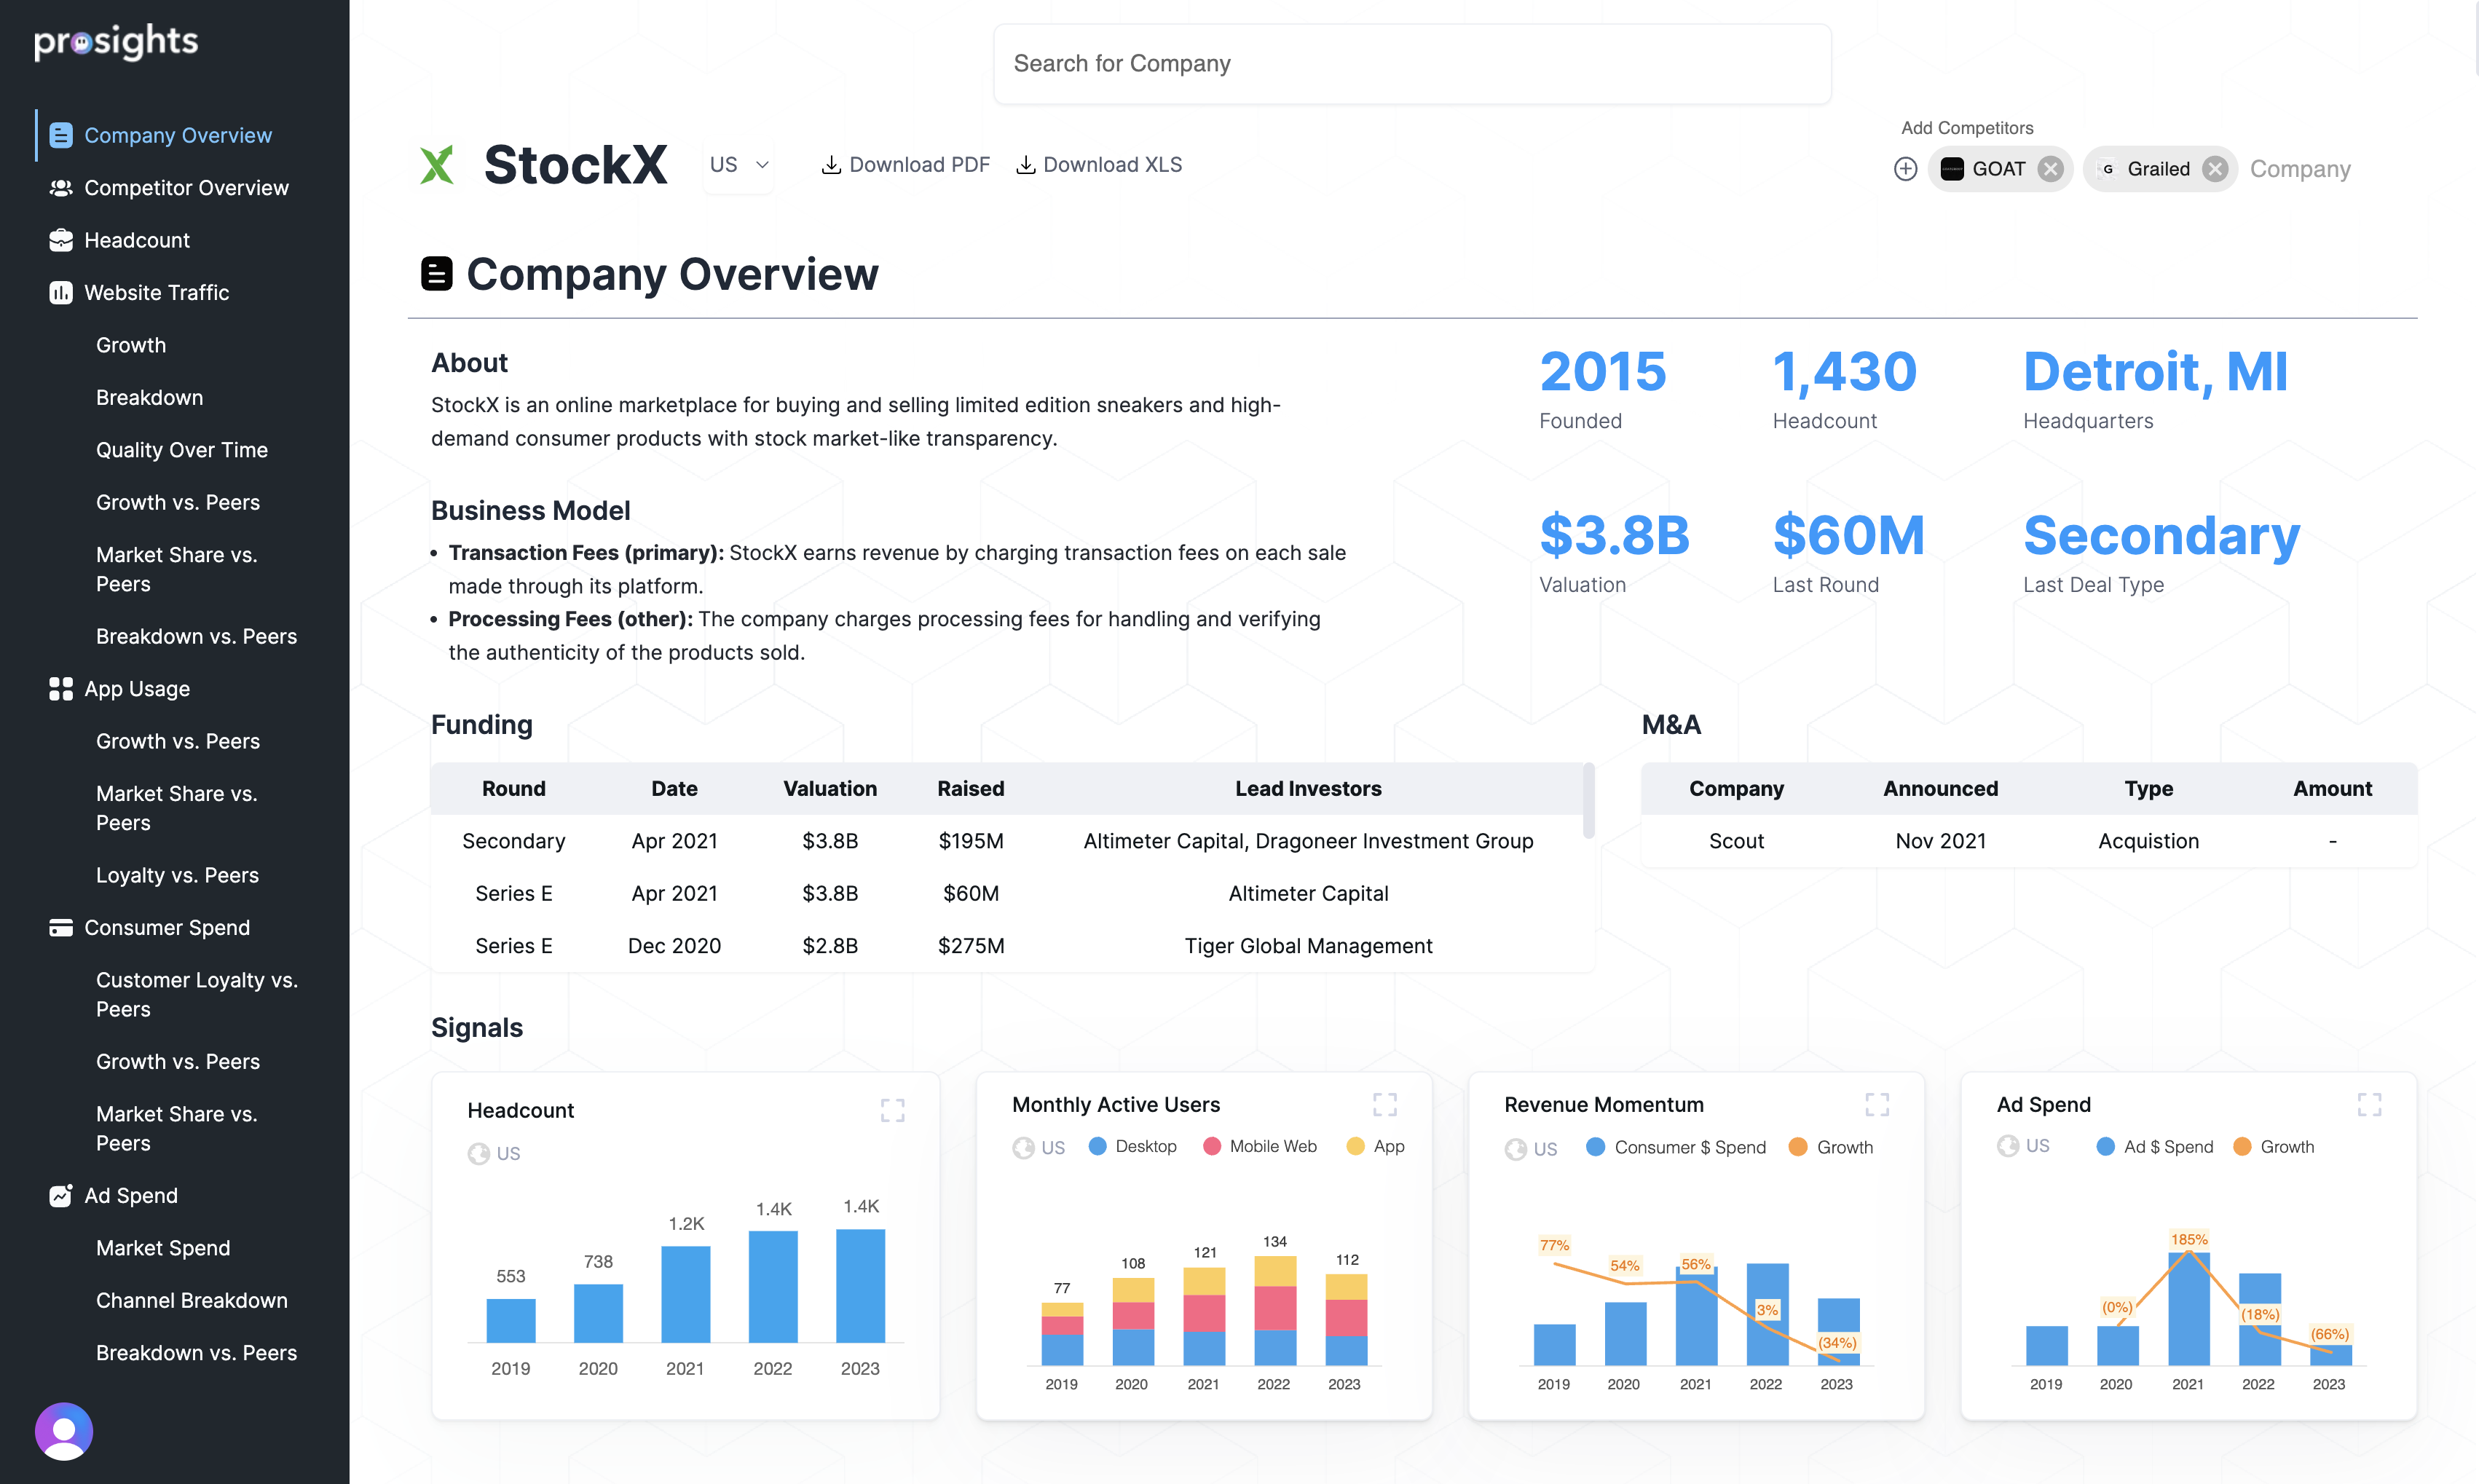 prosights
Search for Company
Company Overview
Competitor Overview
Headcount
Website Traffic
Growth
Breakdown
Quality Over Time
Growth vs. Peers
Market Share vs.
Peers
Breakdown vs. Peers
App Usage
Growth vs. Peers
Market Share vs.
Peers
Loyalty vs. Peers
Consumer Spend
Customer Loyalty vs.
Peers
Growth vs. Peers
Market Share vs.
Peers
Ad Spend
Market Spend
Channel Breakdown
Breakdown vs. Peers
StockX
US
Download PDF
Download XLS
Add Competitors
GOAT
G Grailed
Company
Company Overview
About
StockX is an online marketplace for buying and selling limited edition sneakers and high-
demand consumer products with stock market-like transparency.
2015
Founded
1,430
Headcount
Detroit, MI
Headquarters
Business Model
• Transaction Fees (primary): StockX earns revenue by charging transaction fees on each sale
made through its platform.
• Processing Fees (other): The company charges processing fees for handling and verifying
the authenticity of the products sold.
$3.8B
Valuation
$60M
Last Round
Secondary
Last Deal Type
Funding
Round Date Valuation Raised Lead Investors
Secondary Apr 2021 $3.8B $195M Altimeter Capital, Dragoneer Investment Group
Series E Apr 2021 $3.8B $60M Altimeter Capital
Series E Dec 2020 $2.8B $275M Tiger Global Management
M&A
Company Announced Type Amount
Scout Nov 2021 Acquistion -
Signals
Headcount
US
553 738 1.2K 1.4K 1.4K
2019 2020 2021 2022 2023
Monthly Active Users
US Desktop Mobile Web App
77 108 121 134 112
2019 2020 2021 2022 2023
Revenue Momentum
US Consumer $ Spend Growth
77% 54% 56% 3% (34%)
2019 2020 2021 2022 2023
Ad Spend
US Ad $ Spend Growth
(0%) 185% (18%) (66%)
2019 2020 2021 2022 2023